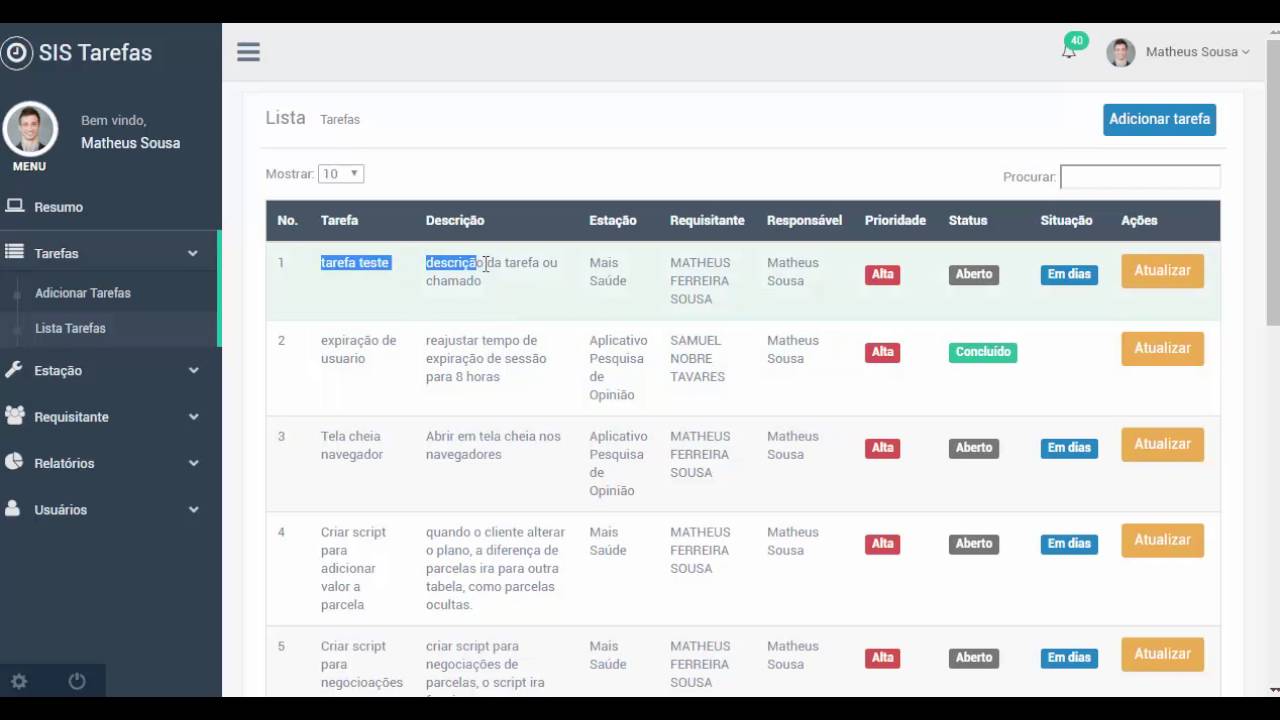 SIS Tarefas
40
Matheus Sousa
Bem vindo,
Matheus Sousa
MENU
Resumo
Tarefas
Adicionar Tarefas
Lista Tarefas
Estação
Requisitante
Relatórios
Usuários
Lista Tarefas
Adicionar tarefa
Mostrar: 10
Procurar:
No. Tarefa Descrição Estação Requisitante Responsável Prioridade Status Situação Ações
1 tarefa teste descrição da tarefa ou Mais MATHEUS Matheus Alta Aberto Em dias Atualizar
chamado Saúde FERREIRA Sousa
SOUSA
2 expiração de reajustar tempo de Aplicativo SAMUEL Matheus Alta Concluído Atualizar
usuario expiração de sessão Pesquisa NOBRE Sousa
para 8 horas de TAVARES
Opinião
3 Tela cheia Abrir em tela cheia nos Aplicativo MATHEUS Matheus Alta Aberto Em dias Atualizar
navegador navegadores Pesquisa FERREIRA Sousa
de SOUSA
Opinião
4 Criar script quando o cliente alterar Mais MATHEUS Matheus Alta Aberto Em dias Atualizar
para o plano, a diferença de Saúde FERREIRA Sousa
adicionar parcelas ira para outra SOUSA
valor a tabela, como parcelas
parcela ocultas.
5 Criar script criar script para Mais MATHEUS Matheus Alta Aberto Em dias Atualizar
para negociações de Saúde FERREIRA Sousa
negocioações parcelas, o script ira SOUSA